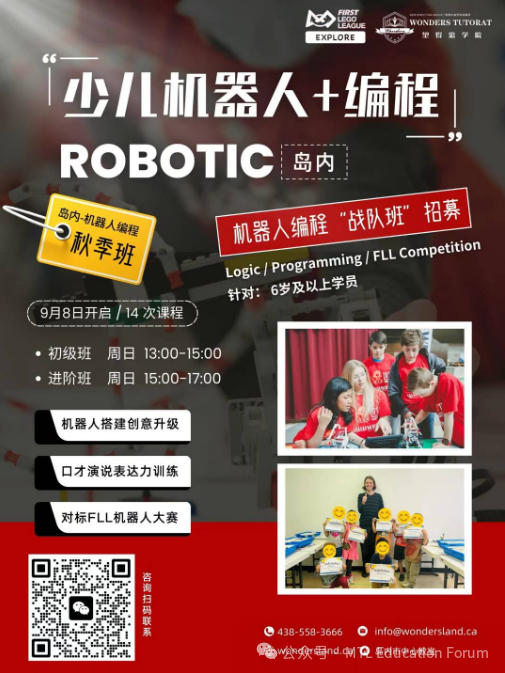 FIRST
LEGO
LEAGUE
EXPLORE
WONDERS TUTORAT
少儿机器人+编程
ROBOTIC
岛内
岛内-机器人编程
秋季班
机器人编程“战队班”招募
Logic / Programming / FLL Competition
针对：6岁及以上学员
9月8日开启 / 14 次课程
• 初级班 周日 13:00-15:00
• 进阶班 周日 15:00-17:00
机器人搭建创意升级
口才演说表达力训练
对标FLL机器人大赛
咨询扫码联系
438-558-3666
info@wondersland.ca
wondersland.ca
公众号 · MTL Education Forum